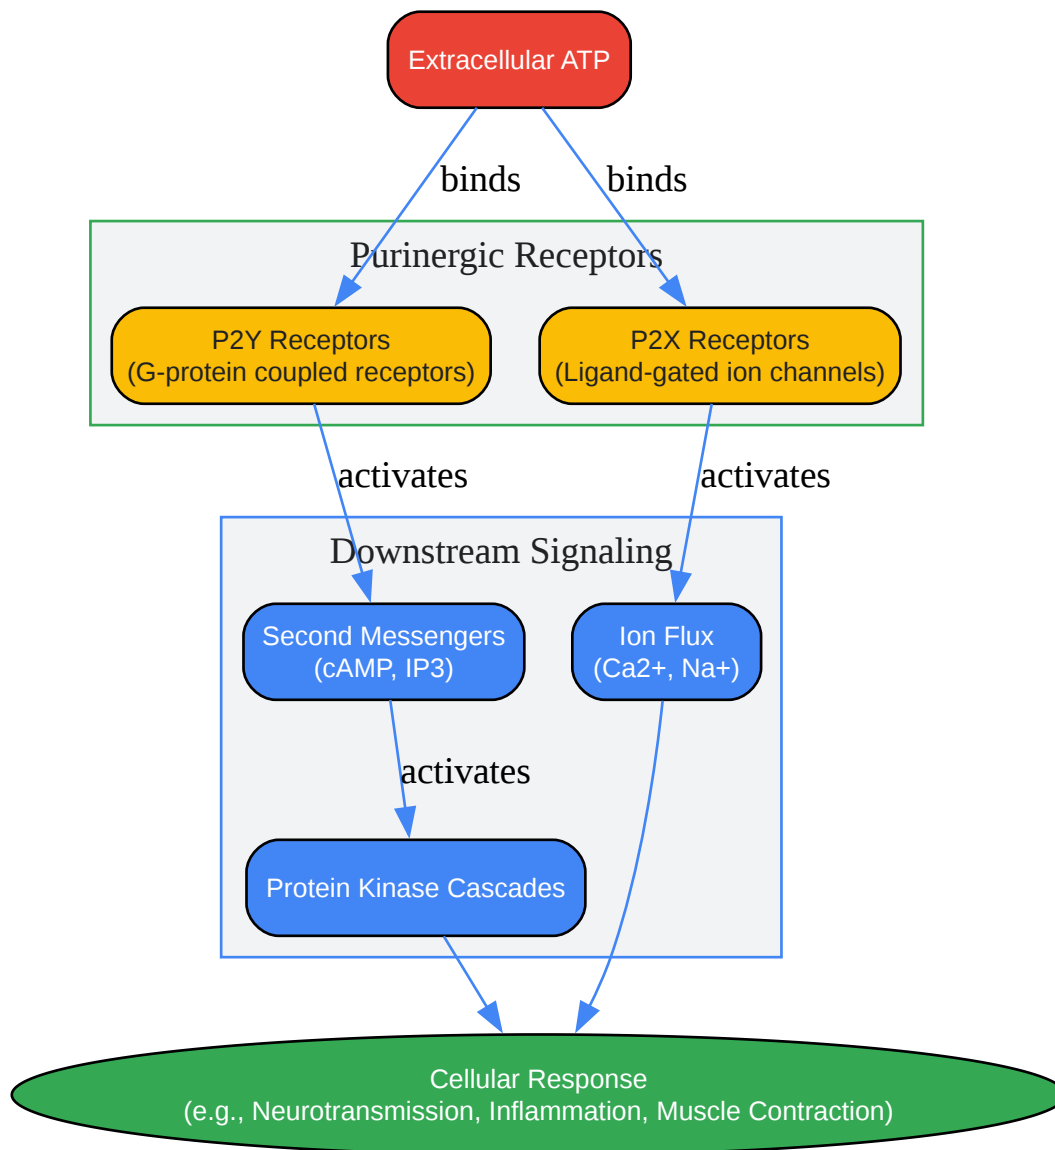 Extracellular ATP
binds
binds
Purinergic Receptors
P2Y Receptors
(G-protein coupled receptors)
P2X Receptors
(Ligand-gated ion channels)
activates
activates
Downstream Signaling
Second Messengers
(cAMP, IP3)
Ion Flux
(Ca2+, Na+)
activates
Protein Kinase Cascades
Cellular Response
(e.g., Neurotransmission, Inflammation, Muscle Contraction)